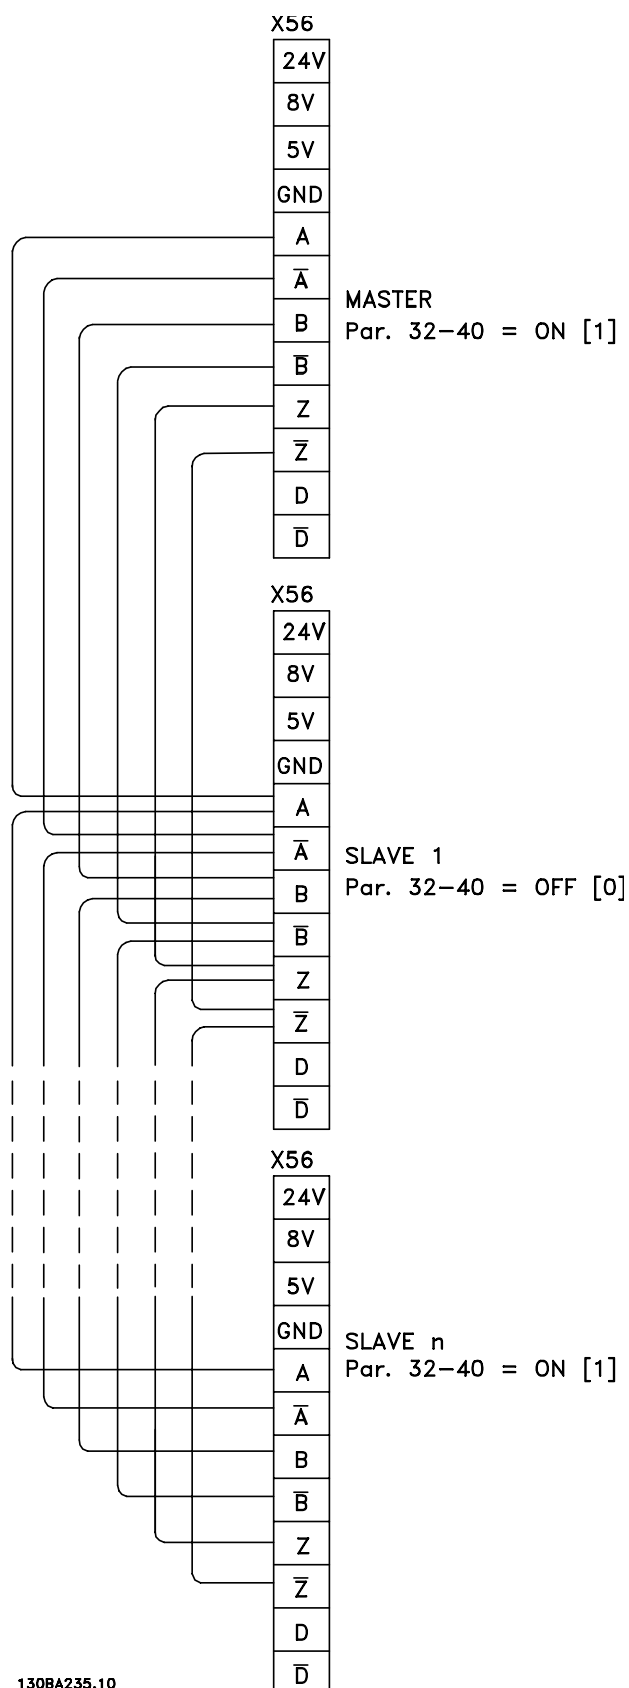 X56
24V
8V
5V
GND
A
A̅
B
B̅
Z
Z̅
D
D̅
MASTER
Par. 32-40 = ON [1]
X56
24V
8V
5V
GND
A
A̅
B
B̅
Z
Z̅
D
D̅
SLAVE 1
Par. 32-40 = OFF [0]
X56
24V
8V
5V
GND
A
A̅
B
B̅
Z
Z̅
D
D̅
SLAVE n
Par. 32-40 = ON [1]
130BA235.10